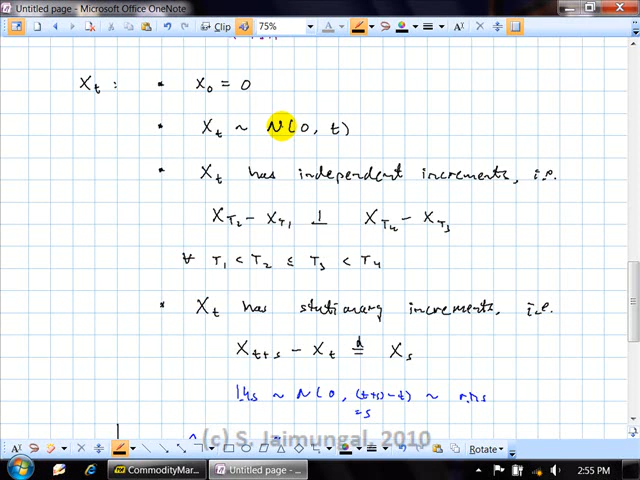 Untitled page - Microsoft Office OneNote
Clip 75%
X_t : * X_0 = 0
* X_t ~ N(0, t)
* X_t has independent increments, i.e.
X_{T_2} - X_{T_1} ⊥ X_{T_4} - X_{T_3}
∀ T_1 < T_2 ≤ T_3 < T_4
* X_t has stationary increments, i.e.
X_{t+s} - X_t d= X_s
lhs ~ N(0, (t+s)-t) ~ rhs
= s
(c) S. Jaimungal, 2010
Rotate
CommodityMar... Untitled page - Micr... 2:55 PM